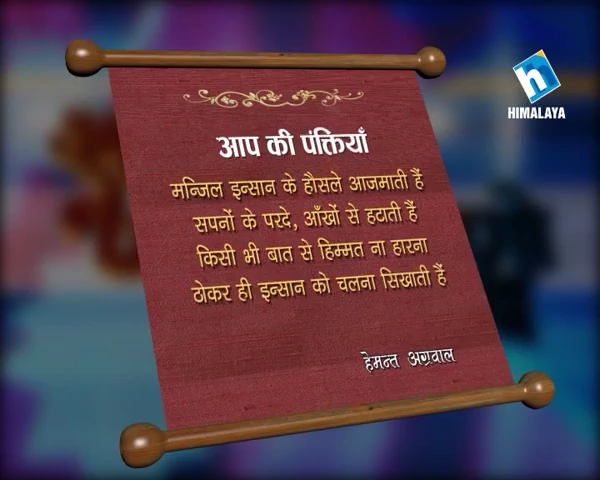 HIMALAYA
आप की पंक्तियाँ
मन्जिल इन्सान के हौसले आजमाती हैं
सपनों के परदे, आँखों से हटाती हैं
किसी भी बात से हिम्मत ना हारना
ठोकर ही इन्सान को चलना सिखाती हैं
हेमन्त अग्रवाल